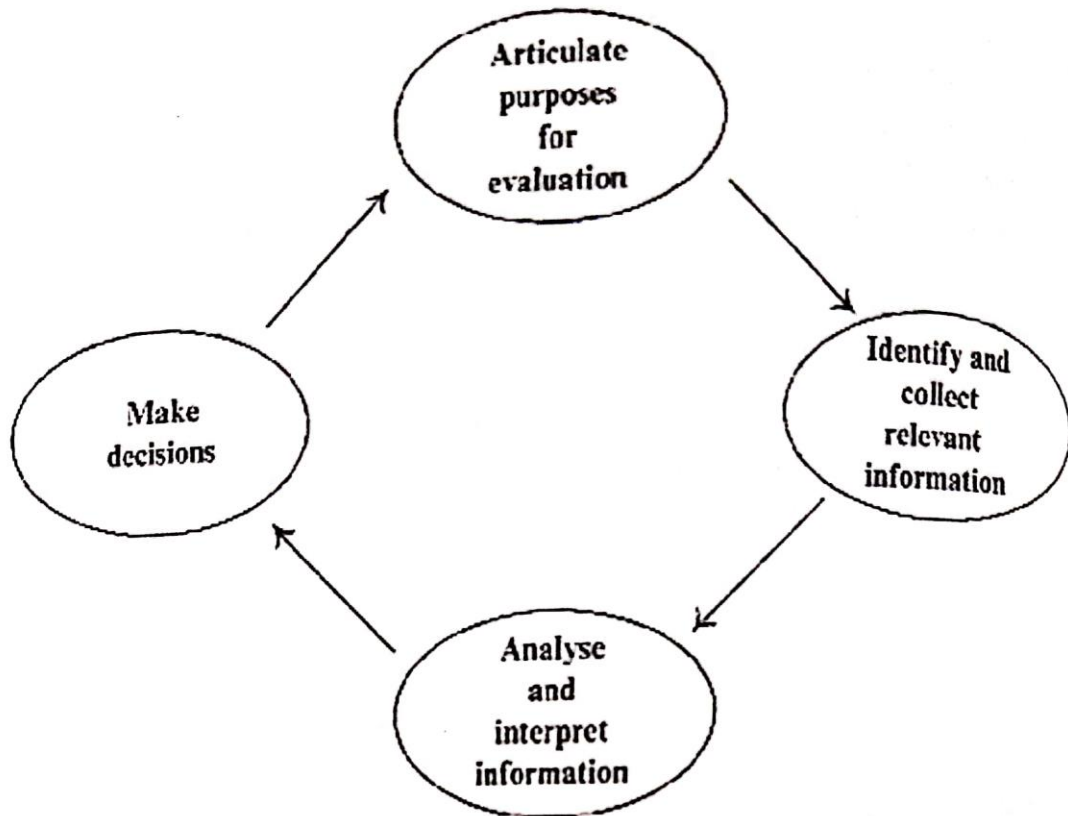 Articulate
purposes
for
evaluation
Identify and
collect
relevant
information
Analyse
and
interpret
information
Make
decisions